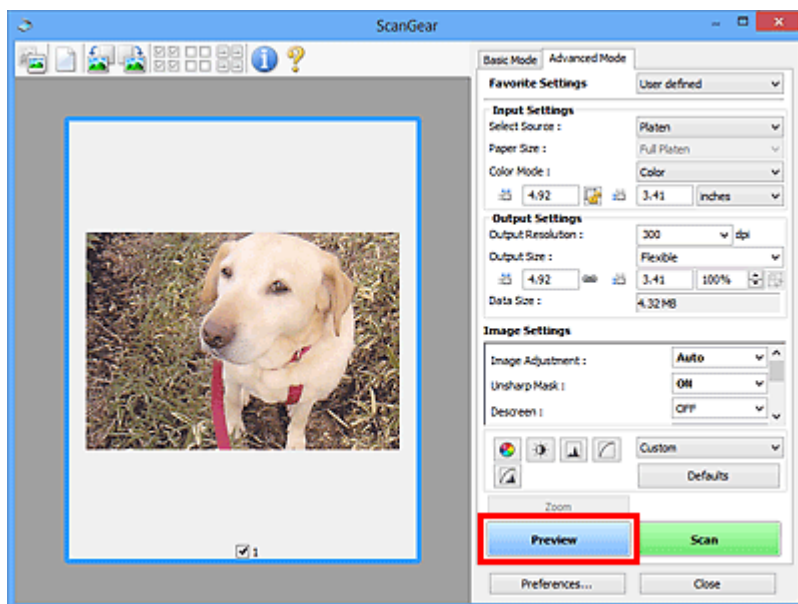 ScanGear
Basic Mode Advanced Mode
Favorite Settings User defined
Input Settings
Select Source : Platen
Paper Size : Full Platen
Color Mode : Color
4.92 3.41 inches
Output Settings
Output Resolution : 300 dpi
Output Size : Flexible
4.92 3.41 100%
Data Size : 4.32 MB
Image Settings
Image Adjustment : Auto
Unsharp Mask : ON
Descreen : OFF
Custom
Defaults
Zoom
Preview Scan
1
Preferences... Close